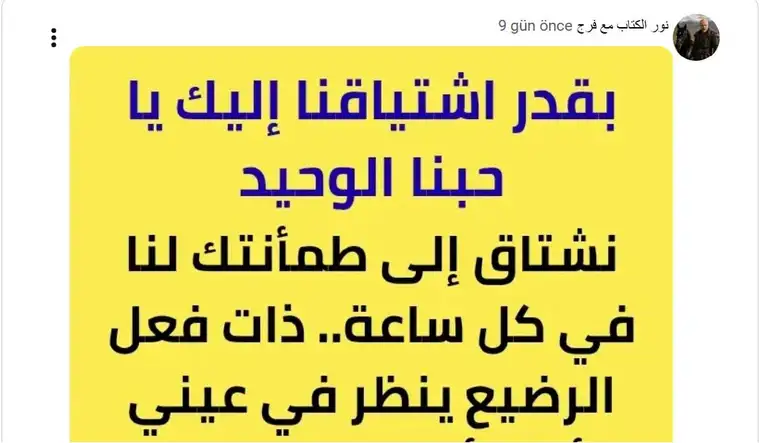 نور الكتاب مع فرج 9 gün önce
بقدر اشتياقنا إليك يا
حبنا الوحيد
نشتاق إلى طمأنتك لنا
في كل ساعة.. ذات فعل
الرضيع ينظر في عيني